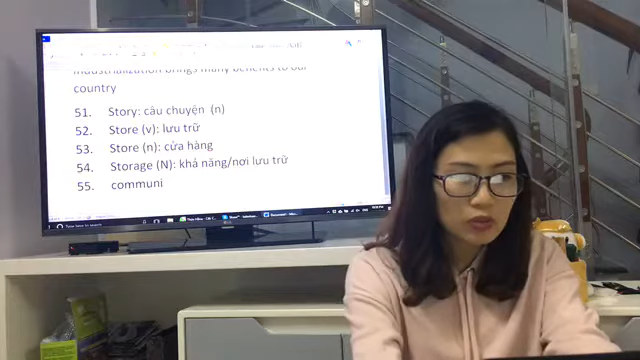 industrialization brings many benefits to our
country
51. Story: câu chuyện (n)
52. Store (v): lưu trữ
53. Store (n): cửa hàng
54. Storage (N): khả năng/nơi lưu trữ
55. communi